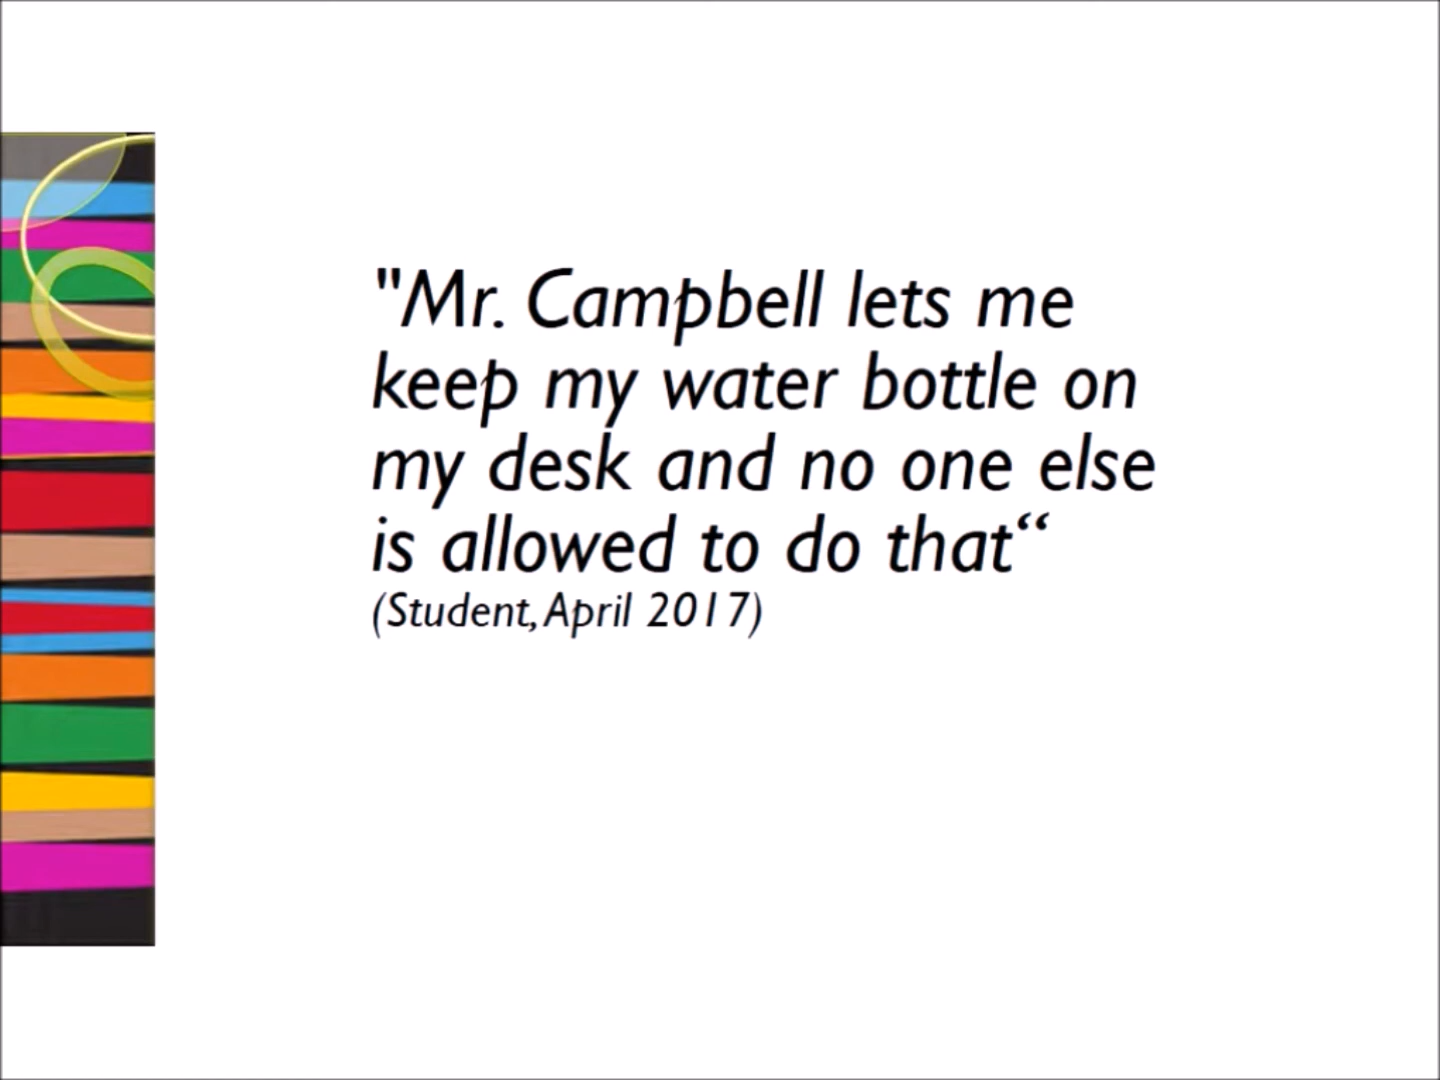 "Mr. Campbell lets me
keep my water bottle on
my desk and no one else
is allowed to do that“
(Student, April 2017)